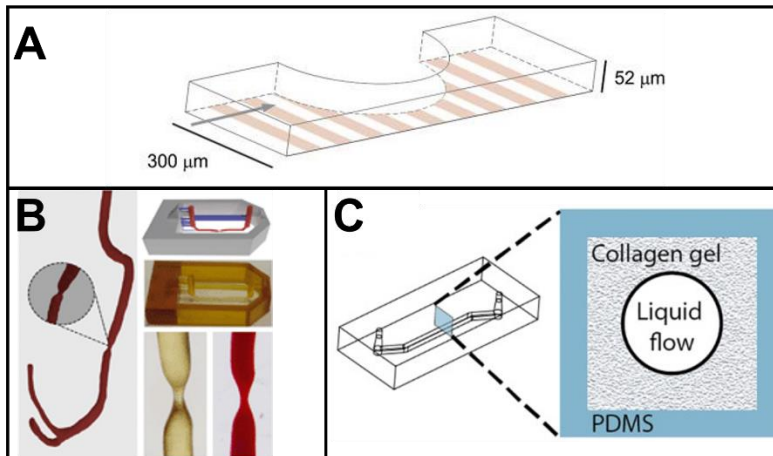 A
52 μm
300 μm
B
C
Collagen gel
Liquid
flow
PDMS